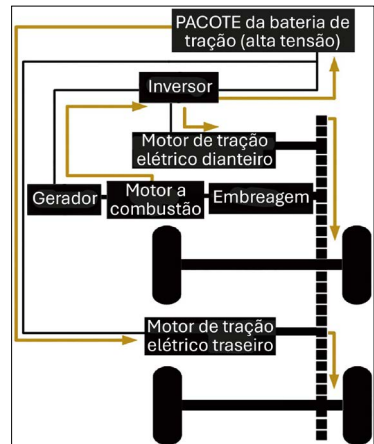 PACOTE da bateria de
tração (alta tensão)
Inversor
Motor de tração
elétrico dianteiro
Gerador
Motor a
combustão
Embreagem
Motor de tração
elétrico traseiro